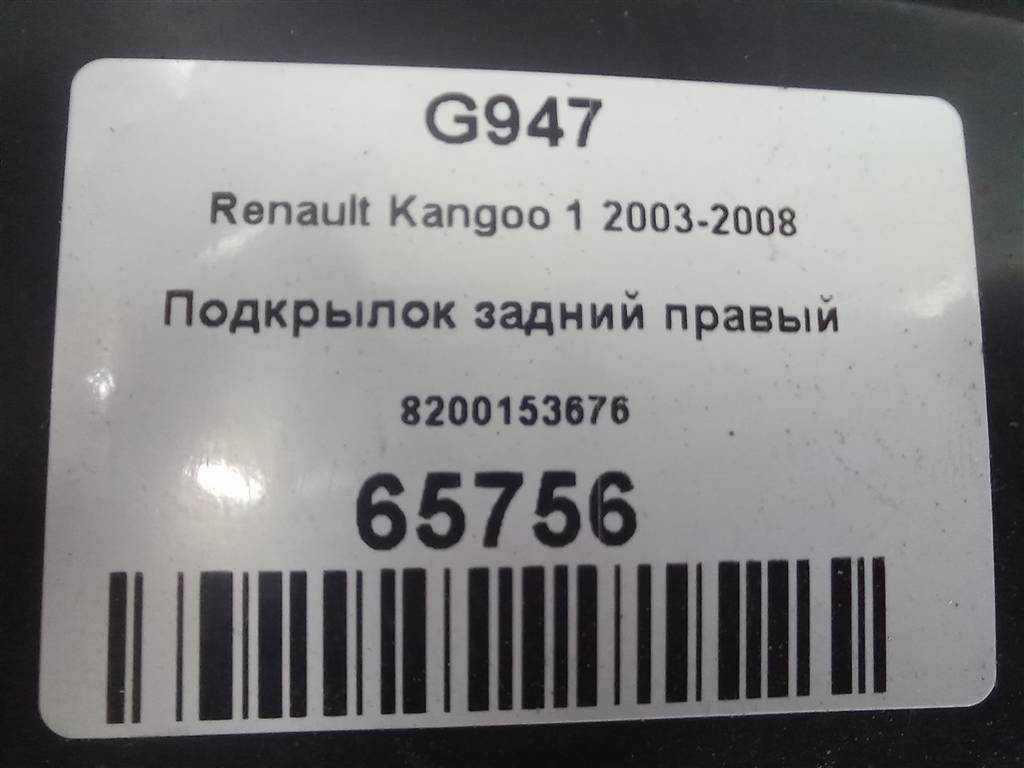 G947
Renault Kangoo 1 2003-2008
Подкрылок задний правый
8200153676
65756